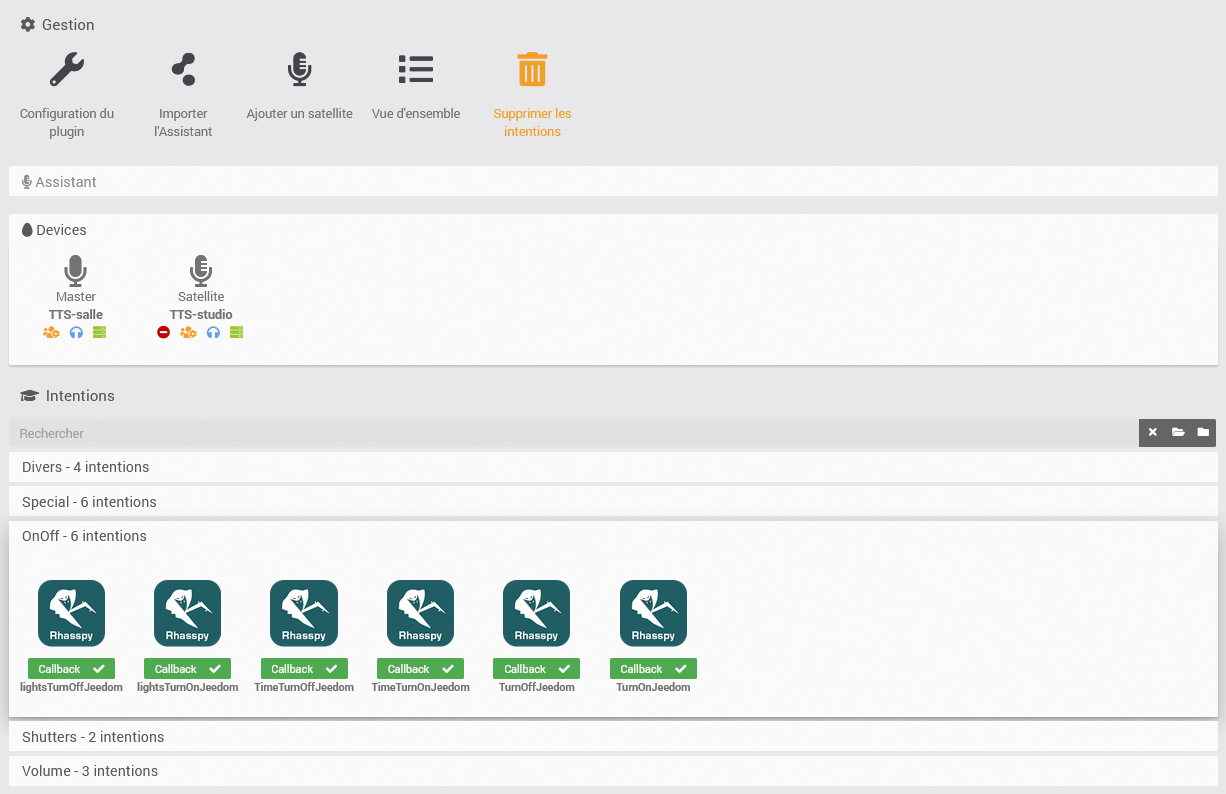 Gestion
Configuration du
plugin
Importer
l'Assistant
Ajouter un satellite
Vue d'ensemble
Supprimer les
intentions
Assistant
Devices
Master
TTS-salle
Satellite
TTS-studio
Intentions
Rechercher
Divers - 4 intentions
Special - 6 intentions
OnOff - 6 intentions
Rhasspy
Rhasspy
Rhasspy
Rhasspy
Rhasspy
Rhasspy
Callback
Callback
Callback
Callback
Callback
Callback
lightsTurnOffJeedom
lightsTurnOnJeedom
TimeTurnOffJeedom
TimeTurnOnJeedom
TurnOffJeedom
TurnOnJeedom
Shutters - 2 intentions
Volume - 3 intentions